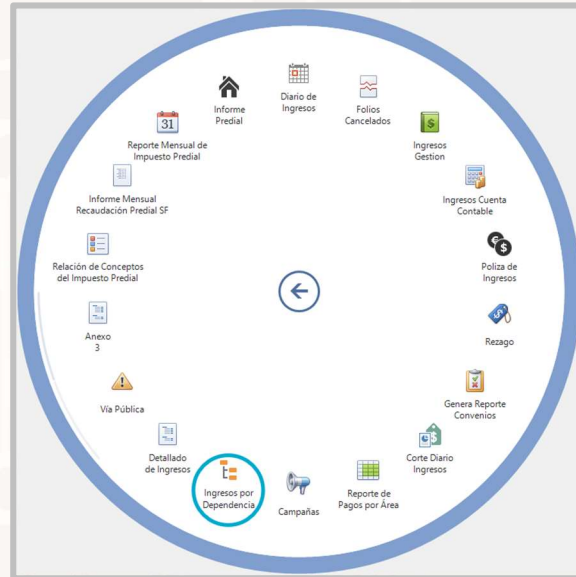 Diario de
Ingresos
Folios
Cancelados
Ingresos
Gestion
Ingresos Cuenta
Contable
Poliza de
Ingresos
Rezago
Genera Reporte
Convenios
Corte Diario
Ingresos
Reporte de
Pagos por Área
Campañas
Ingresos por
Dependencia
Detallado
de Ingresos
Vía Pública
Anexo
3
Relación de Conceptos
del Impuesto Predial
Informe Mensual
Recaudación Predial SF
31
Reporte Mensual de
Impuesto Predial
Informe
Predial